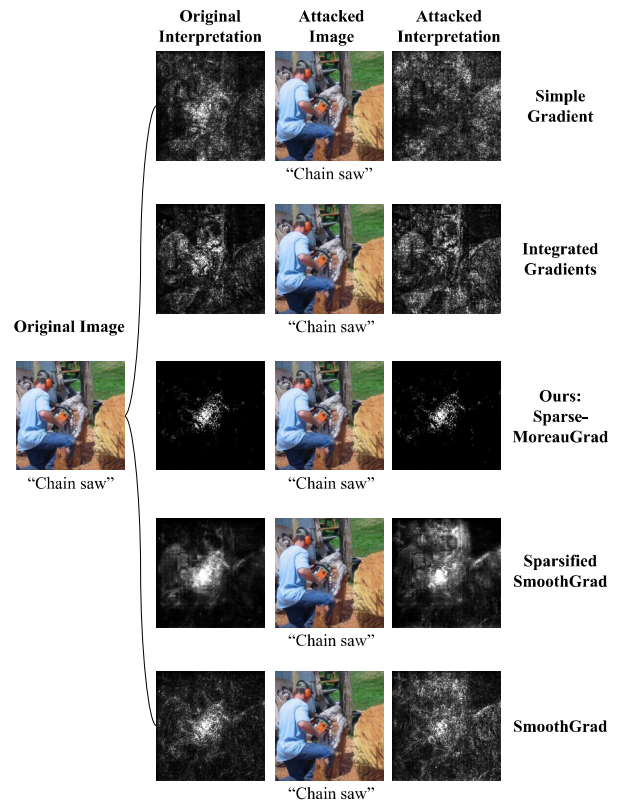 Original
Interpretation
Attacked
Image
Attacked
Interpretation
Simple
Gradient
“Chain saw”
Integrated
Gradients
“Chain saw”
Original Image
“Chain saw”
Ours:
Sparse-
MoreauGrad
“Chain saw”
Sparsified
SmoothGrad
“Chain saw”
SmoothGrad
“Chain saw”